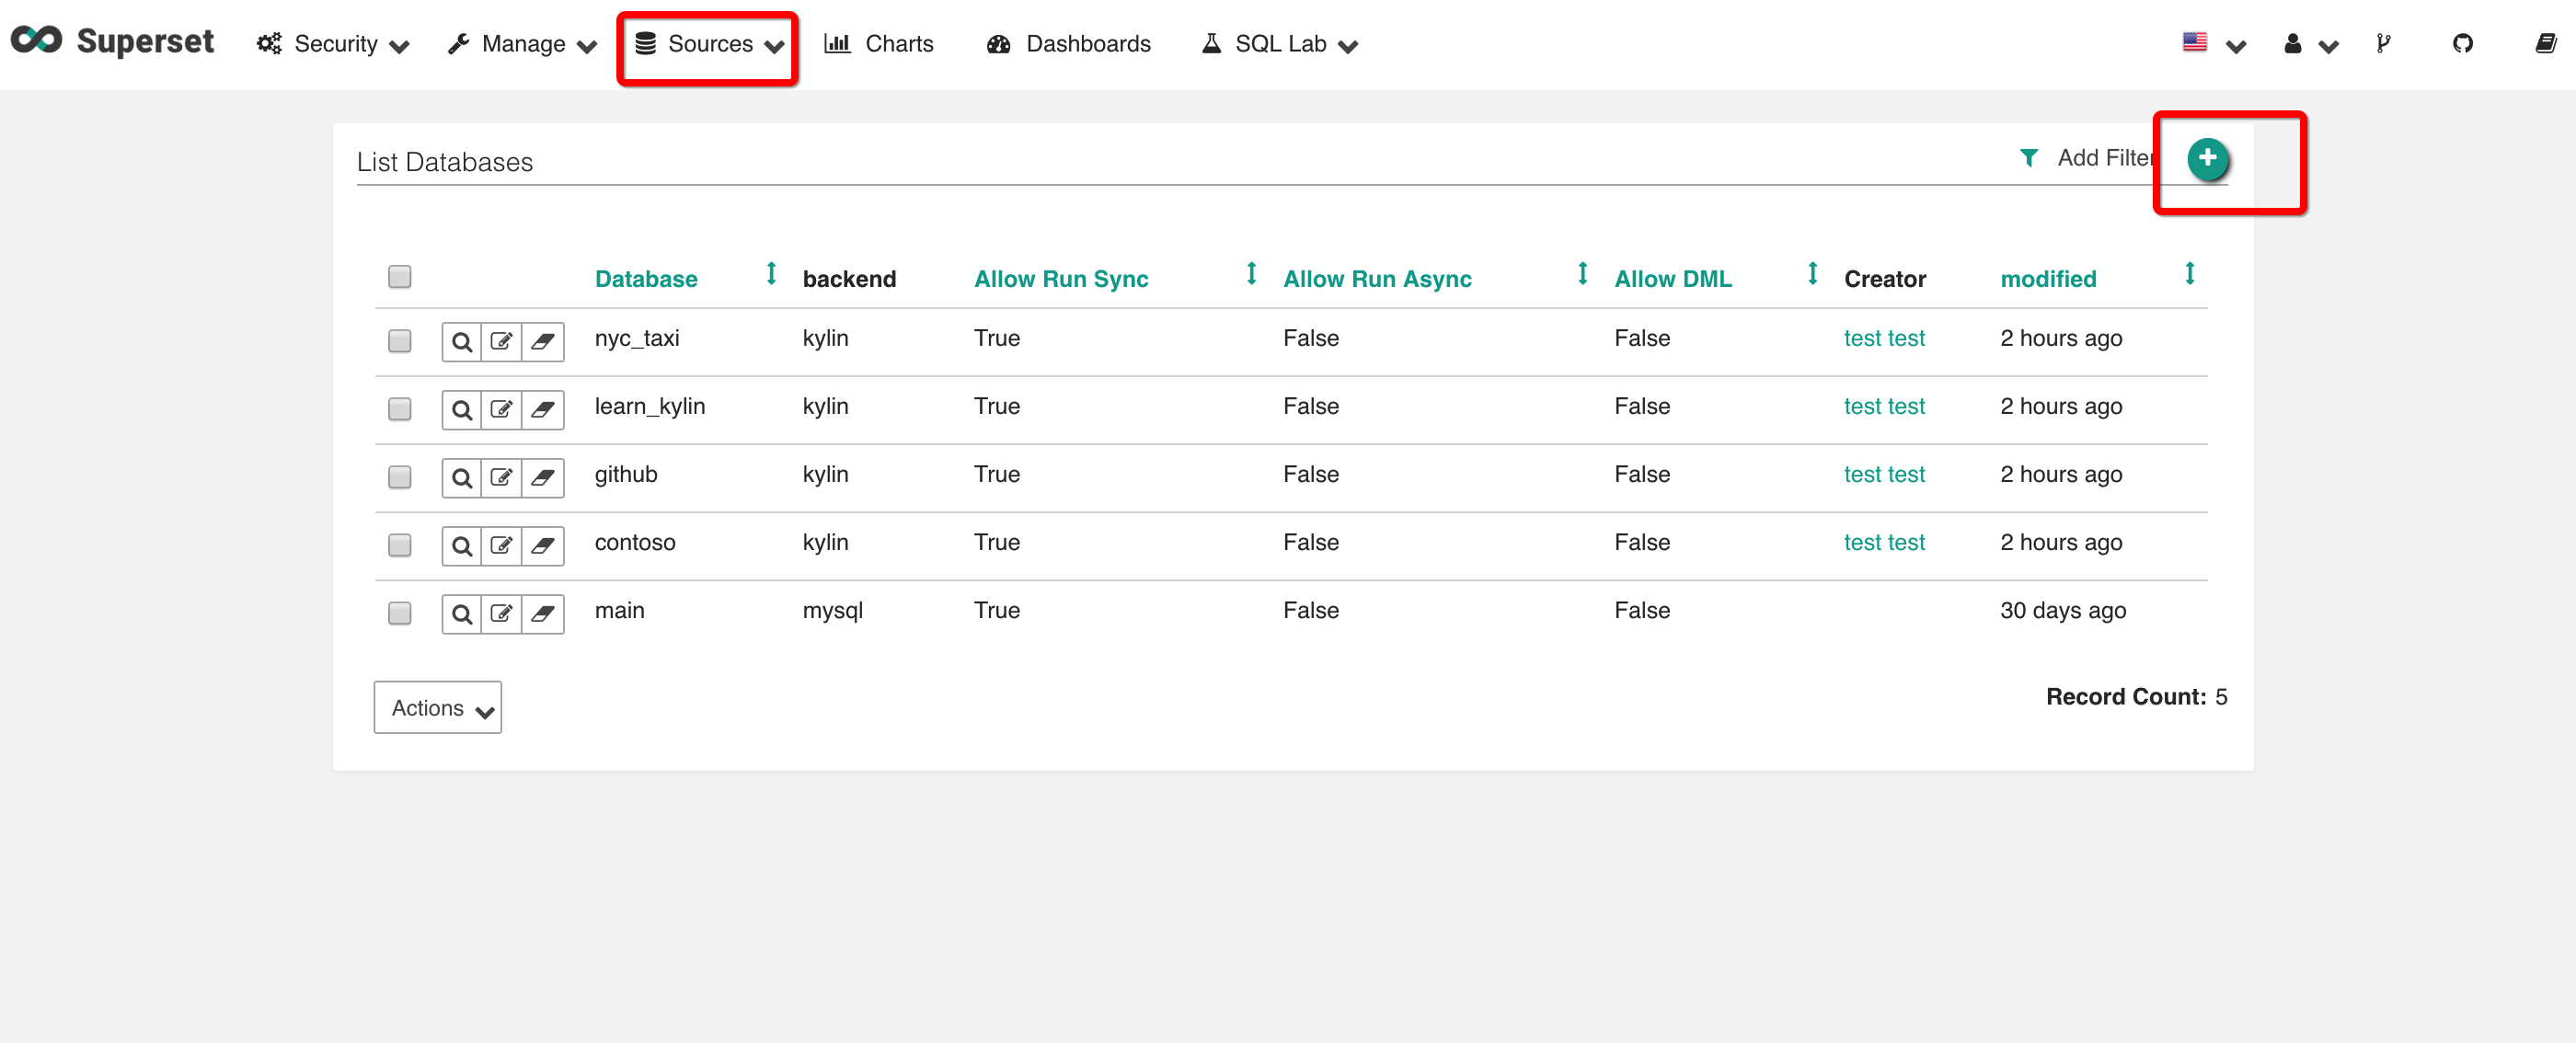 Superset Security Manage Sources Charts Dashboards SQL Lab
List Databases Add Filter
Database backend Allow Run Sync Allow Run Async Allow DML Creator modified
nyc_taxi kylin True False False test test 2 hours ago
learn_kylin kylin True False False test test 2 hours ago
github kylin True False False test test 2 hours ago
contoso kylin True False False test test 2 hours ago
main mysql True False False 30 days ago
Actions Record Count: 5